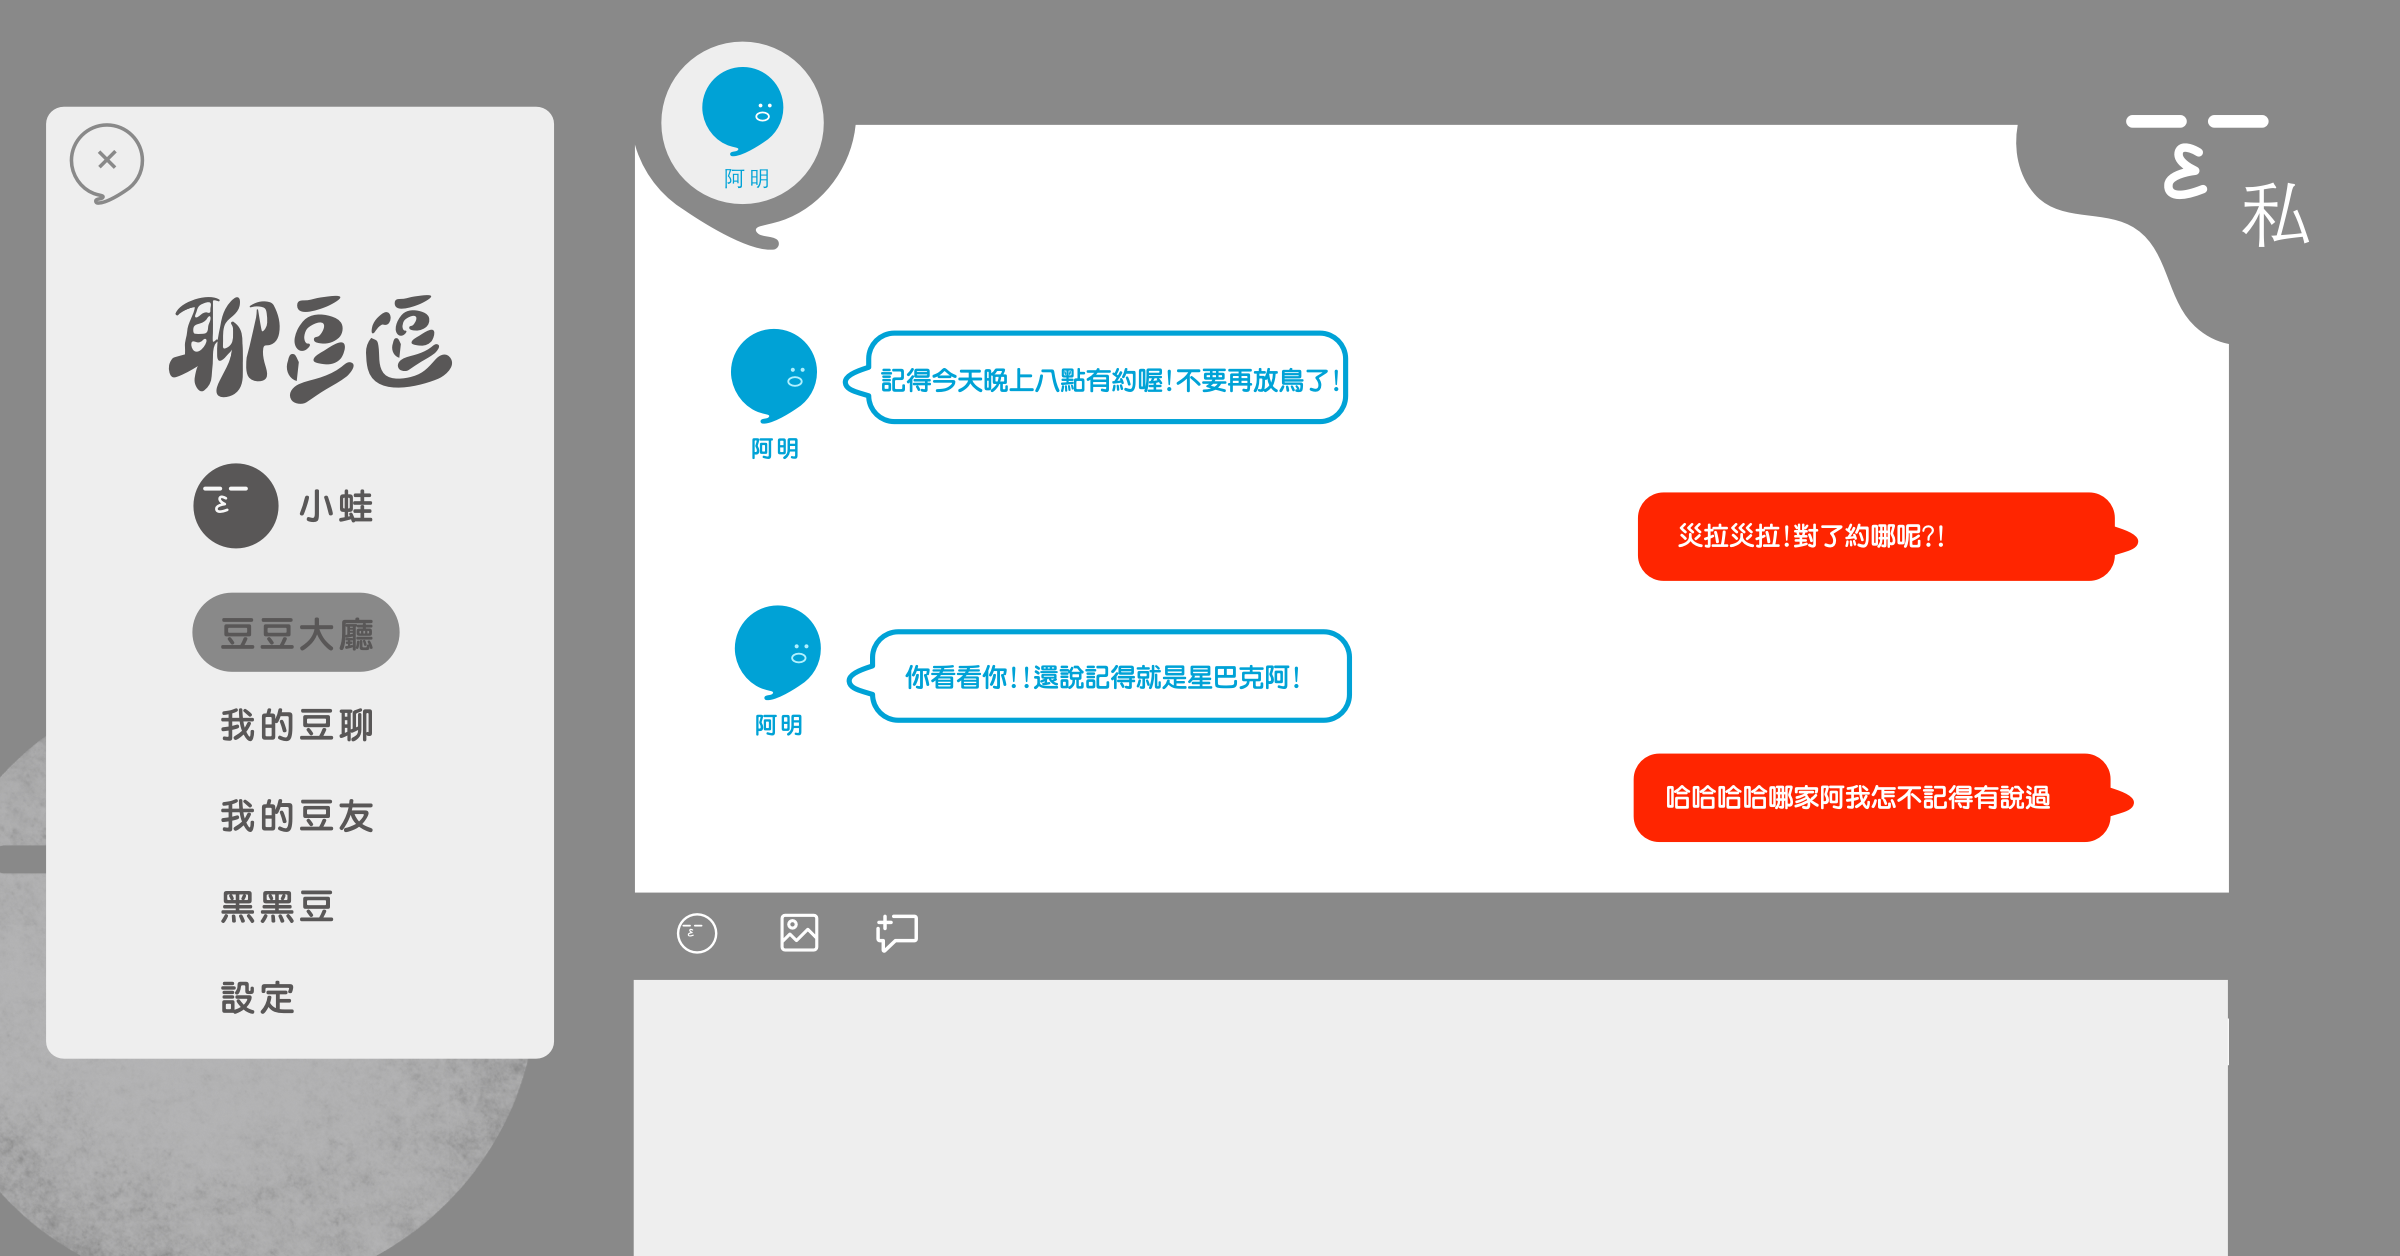 聊豆逗
小蛙
豆豆大廳
我的豆聊
我的豆友
黑黑豆
設定
阿明
私
記得今天晚上八點有約喔!不要再放鳥了!
阿明
災拉災拉!對了約哪呢?!
你看看你!!還說記得就是星巴克阿!
阿明
哈哈哈哈哪家阿我怎不記得有說過